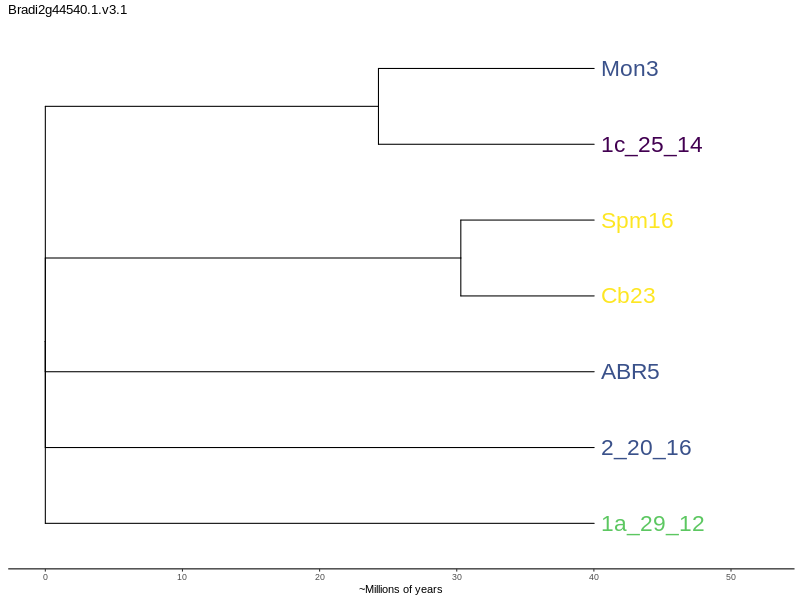 Bradi2g44540.1.v3.1
Mon3
1c_25_14
Spm16
Cb23
ABR5
2_20_16
1a_29_12
0 10 20 30 40 50
~Millions of years